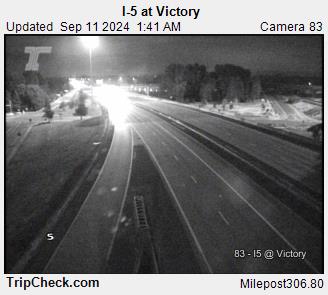 I-5 at Victory
Updated Sep 11 2024 1:41 AM Camera 83
S
83 - I5 @ Victory
TripCheck.com Milepost306.80